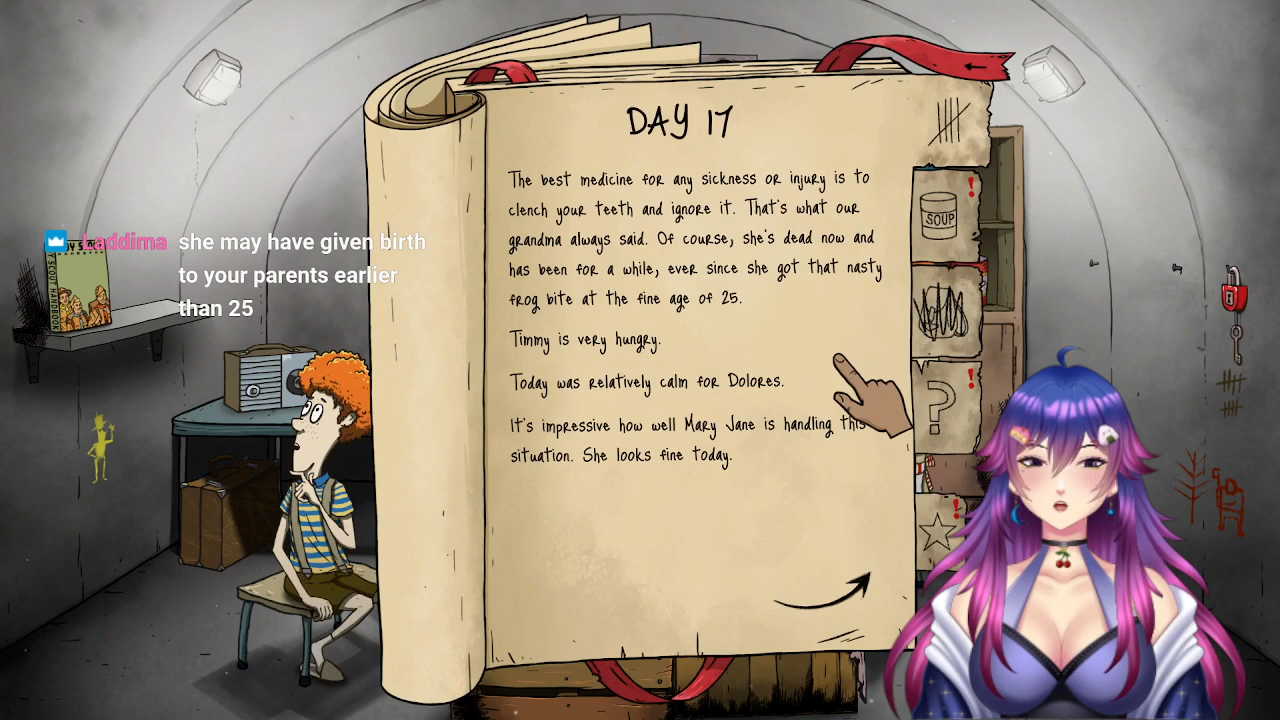 DAY 17
The best medicine for any sickness or injury is to
clench your teeth and ignore it. That's what our
grandma always said. Of course, she's dead now and
has been for a while, ever since she got that nasty
frog bite at the fine age of 25.
Timmy is very hungry.
Today was relatively calm for Dolores.
It's impressive how well Mary Jane is handling this
situation. She looks fine today.
SOUP
Laddima she may have given birth
to your parents earlier
than 25
SCOUT HANDBOOK